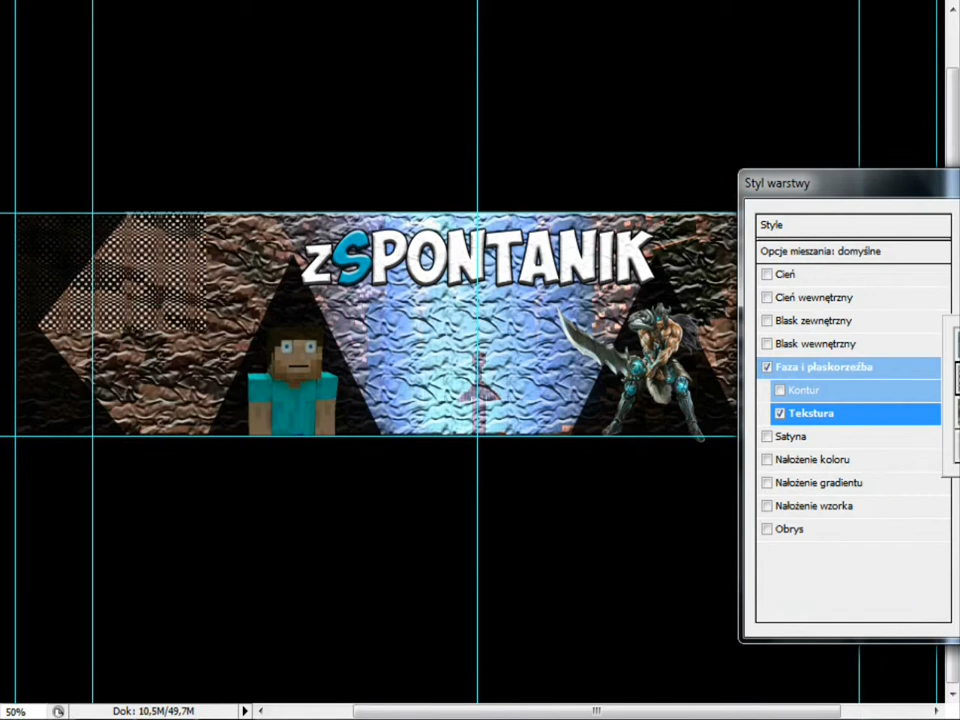 zSPONTANIK
Styl warstwy
Style
Opcje mieszania: domyślne
Cień
Cień wewnętrzny
Blask zewnętrzny
Blask wewnętrzny
Faza i płaskorzeźba
Kontur
Tekstura
Satyna
Nałożenie koloru
Nałożenie gradientu
Nałożenie wzorka
Obrys
50%
Dok: 10,5M/49,7M